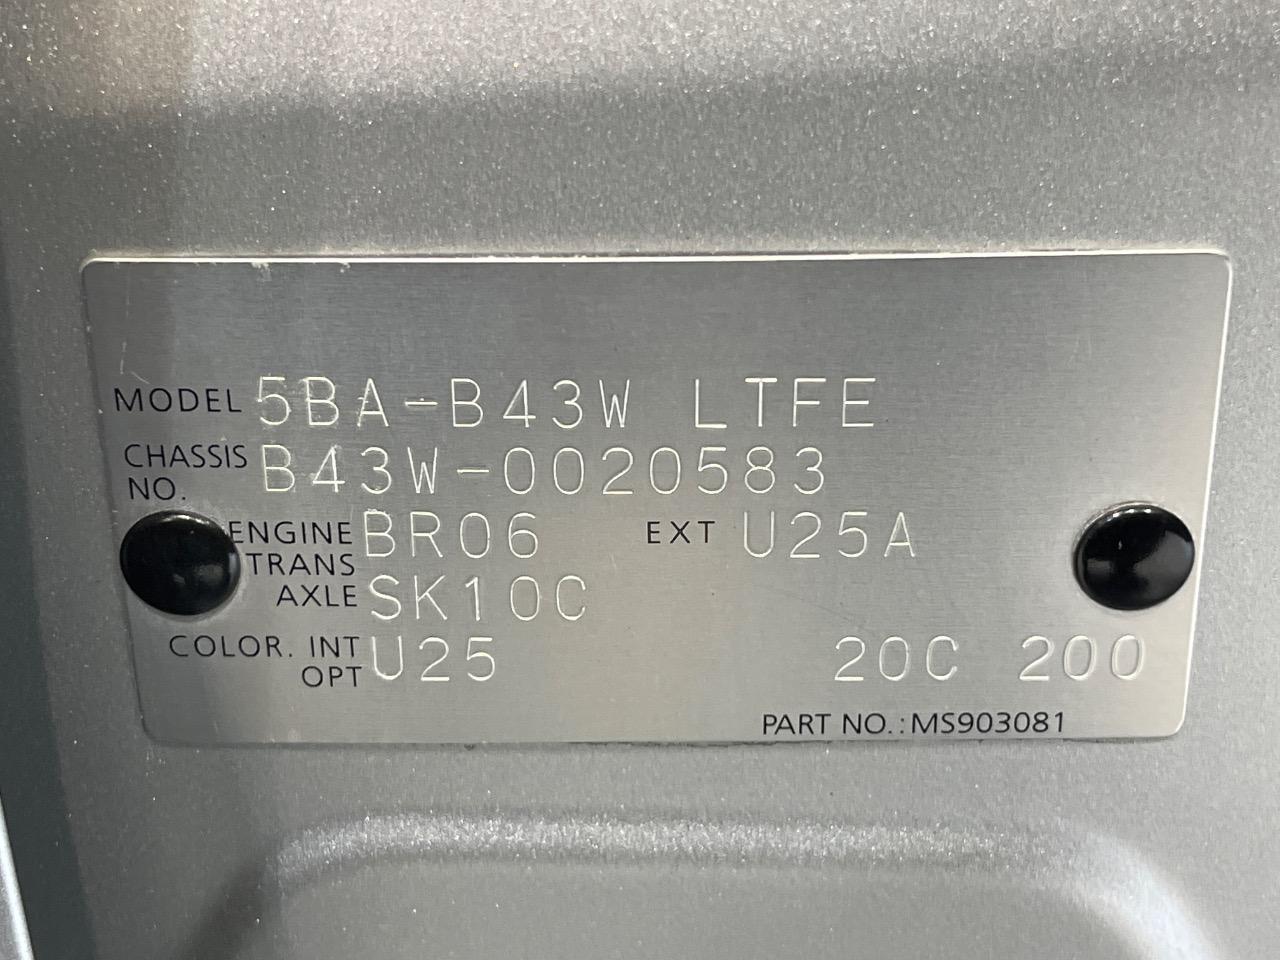 MODEL 5BA-B43W LTFE
CHASSIS NO. B43W-0020583
ENGINE BR06 EXT U25A
TRANS AXLE SK10C
COLOR. INT OPT U25 20C 200
PART NO.:MS903081